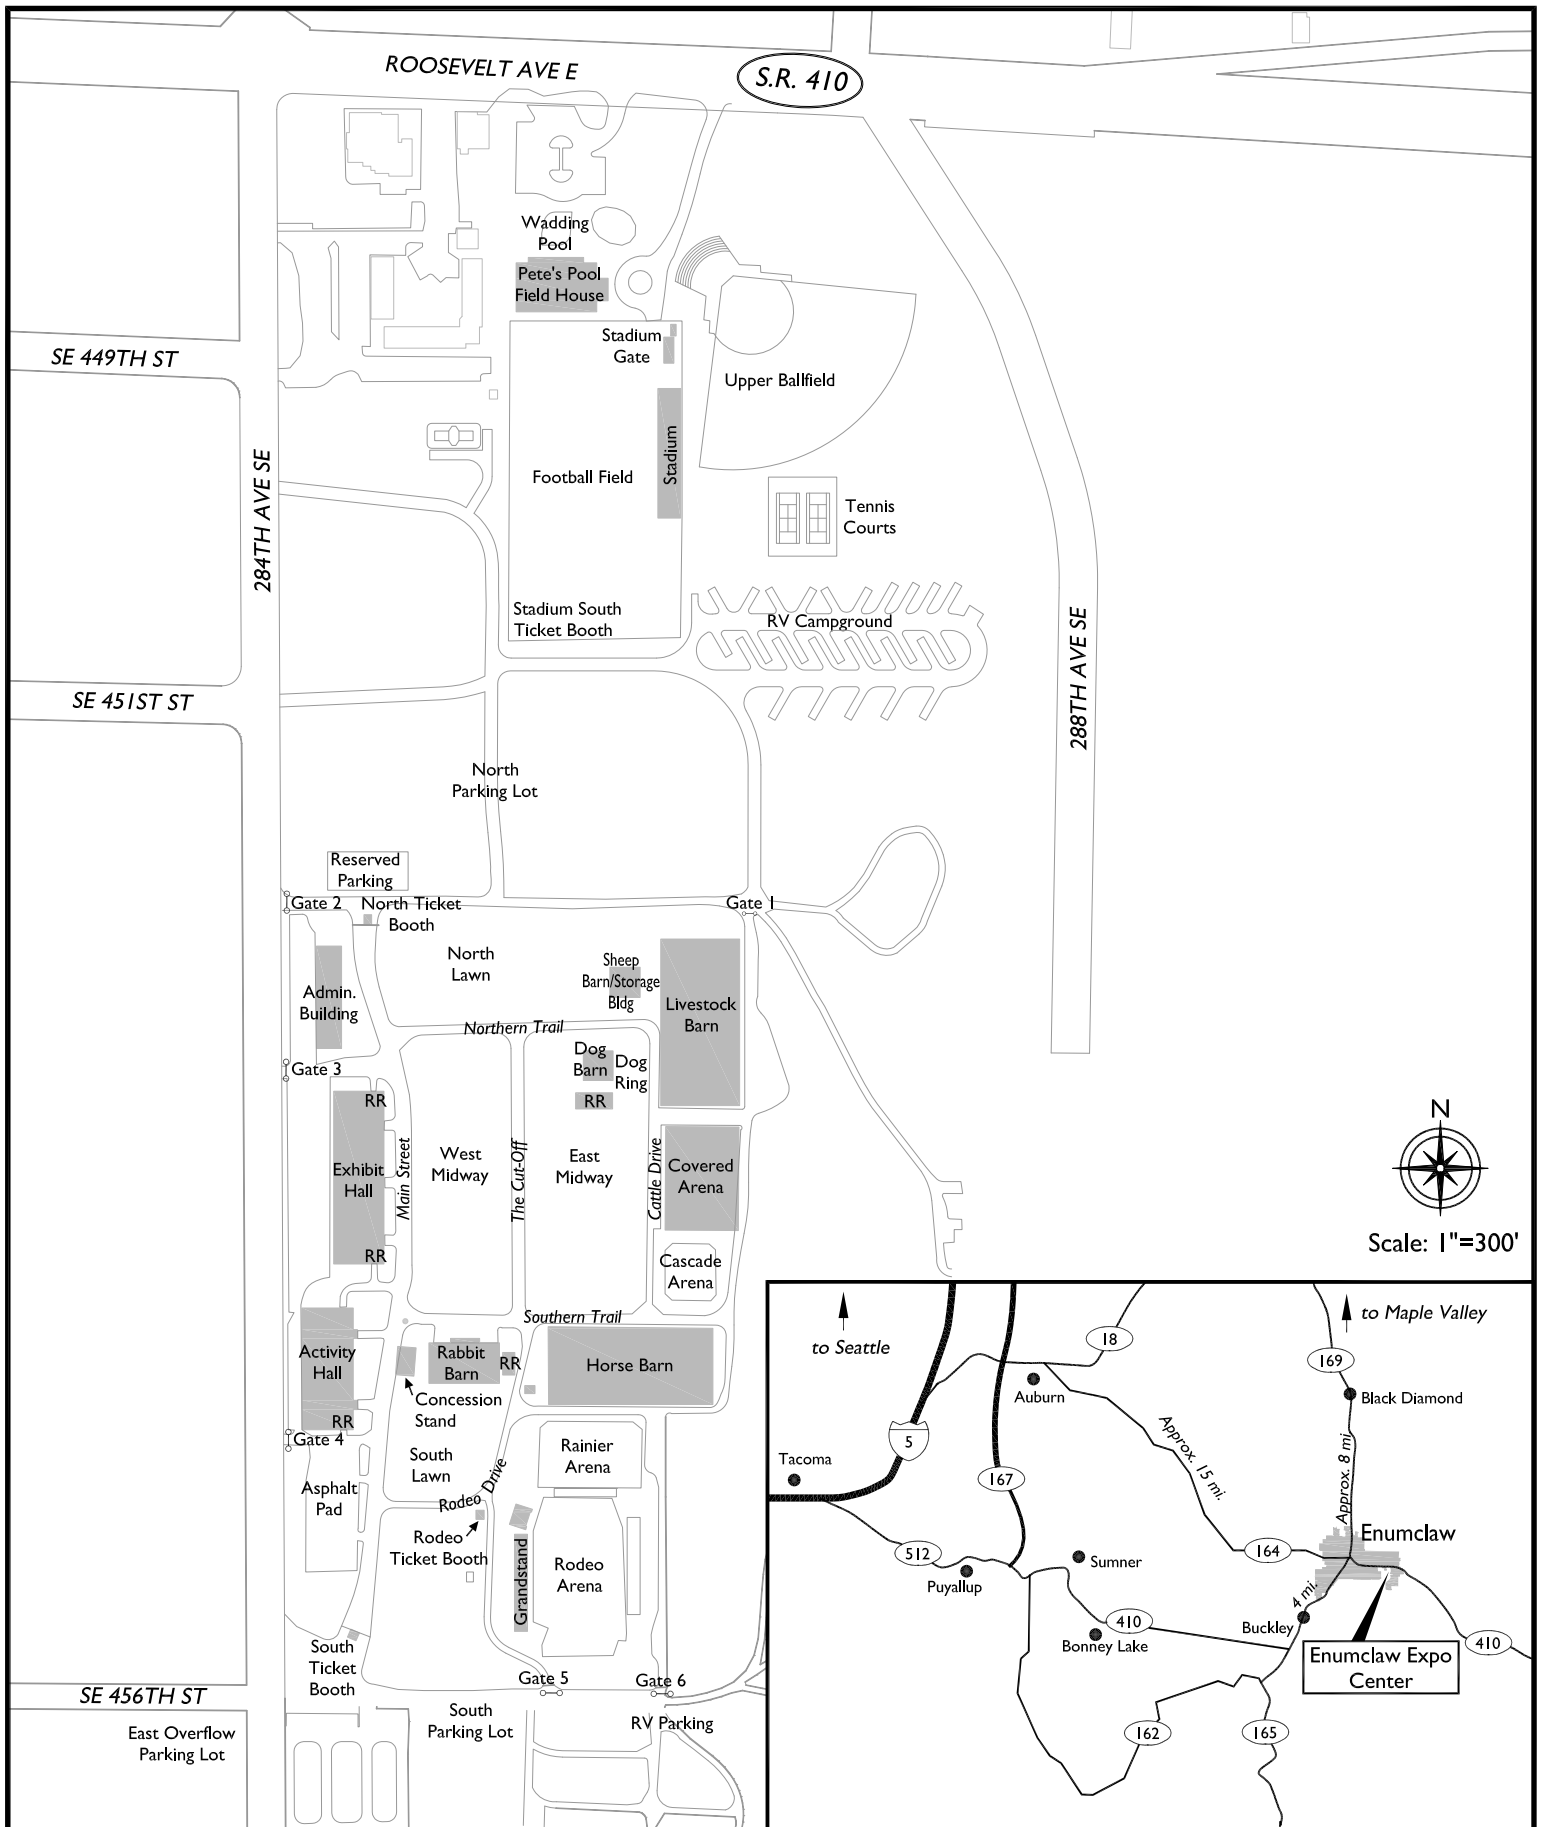 ROOSEVELT AVE E
S.R. 410
Wadding
Pool
Pete's Pool
Field House
Stadium
Gate
SE 449TH ST
Upper Ballfield
284TH AVE SE
Football Field
Stadium
Tennis
Courts
Stadium South
Ticket Booth
RV Campground
288TH AVE SE
SE 451ST ST
North
Parking Lot
Reserved
Parking
Gate 2
North Ticket
Booth
Gate 1
North
Lawn
Sheep
Barn/Storage
Bldg
Admin.
Building
Livestock
Barn
Northern Trail
Dog
Barn
Dog
Ring
Gate 3
RR
RR
Exhibit
Hall
Main Street
West
Midway
The Cut-Off
East
Midway
Cattle Drive
Covered
Arena
RR
Cascade
Arena
Southern Trail
Activity
Hall
Rabbit
Barn
RR
Horse Barn
Concession
Stand
RR
Gate 4
South
Lawn
Rainier
Arena
Asphalt
Pad
Rodeo Drive
Rodeo
Ticket Booth
Grandstand
Rodeo
Arena
South
Ticket
Booth
Gate 5
Gate 6
SE 456TH ST
South
Parking Lot
RV Parking
East Overflow
Parking Lot
N
Scale: 1"=300'
to Seattle
to Maple Valley
18
169
Auburn
Black Diamond
5
Approx. 15 mi.
Approx. 8 mi.
Tacoma
167
Enumclaw
512
164
Sumner
Puyallup
4 mi.
410
Buckley
Bonney Lake
410
Enumclaw Expo
Center
162
165